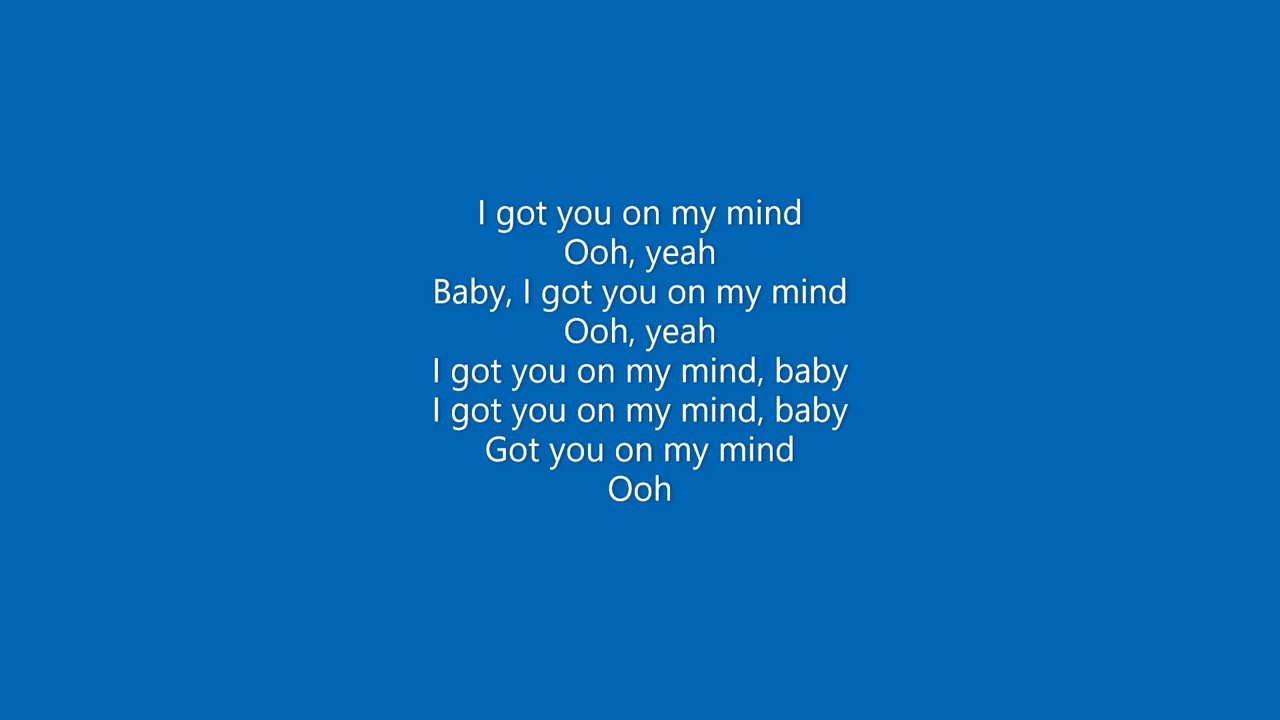 I got you on my mind
Ooh, yeah
Baby, I got you on my mind
Ooh, yeah
I got you on my mind, baby
I got you on my mind, baby
Got you on my mind
Ooh